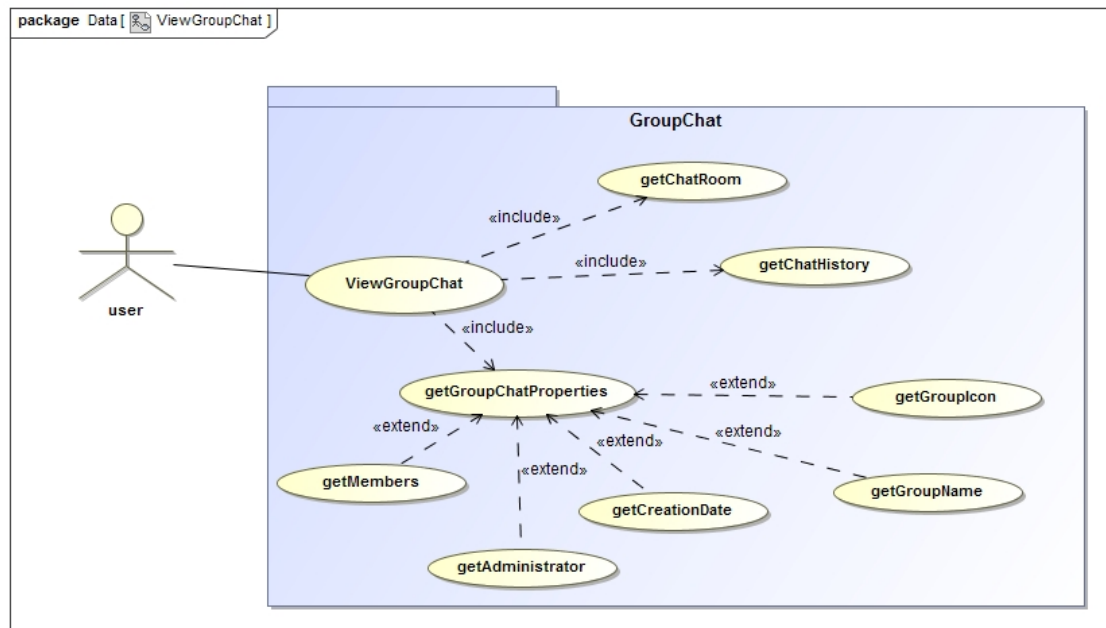 package Data [ ViewGroupChat ]
GroupChat
getChatRoom
«include»
«include»
getChatHistory
ViewGroupChat
user
«include»
getGroupChatProperties
«extend»
getGroupIcon
«extend»
«extend»
«extend»
«extend»
getMembers
getGroupName
getCreationDate
getAdministrator